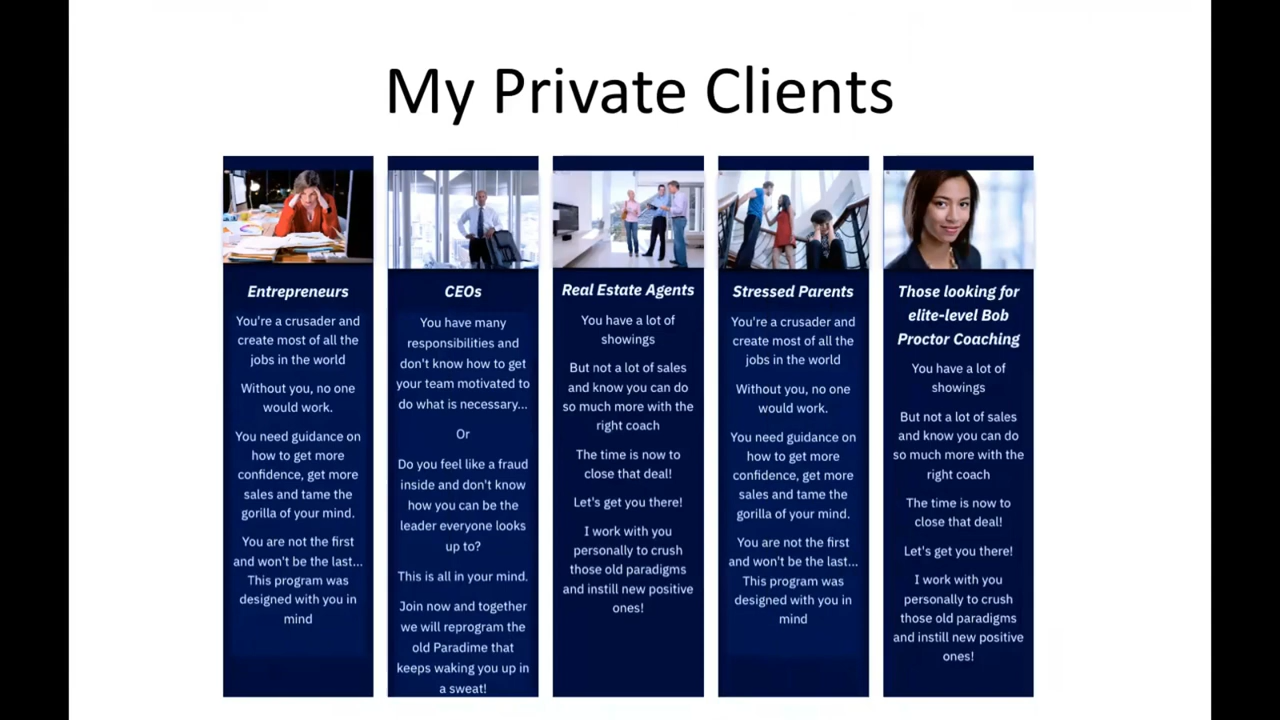 My Private Clients
Entrepreneurs
You're a crusader and
create most of all the
jobs in the world
Without you, no one
would work.
You need guidance on
how to get more
confidence, get more
sales and tame the
gorilla of your mind.
You are not the first
and won't be the last...
This program was
designed with you in
mind
CEOs
You have many
responsibilities and
don't know how to get
your team motivated to
do what is necessary...
Or
Do you feel like a fraud
inside and don't know
how you can be the
leader everyone looks
up to?
This is all in your mind.
Join now and together
we will reprogram the
old Paradime that
keeps waking you up in
a sweat!
Real Estate Agents
You have a lot of
showings
But not a lot of sales
and know you can do
so much more with the
right coach
The time is now to
close that deal!
Let's get you there!
I work with you
personally to crush
those old paradigms
and instill new positive
ones!
Stressed Parents
You're a crusader and
create most of all the
jobs in the world
Without you, no one
would work.
You need guidance on
how to get more
confidence, get more
sales and tame the
gorilla of your mind.
You are not the first
and won't be the last...
This program was
designed with you in
mind
Those looking for
elite-level Bob
Proctor Coaching
You have a lot of
showings
But not a lot of sales
and know you can do
so much more with the
right coach
The time is now to
close that deal!
Let's get you there!
I work with you
personally to crush
those old paradigms
and instill new positive
ones!